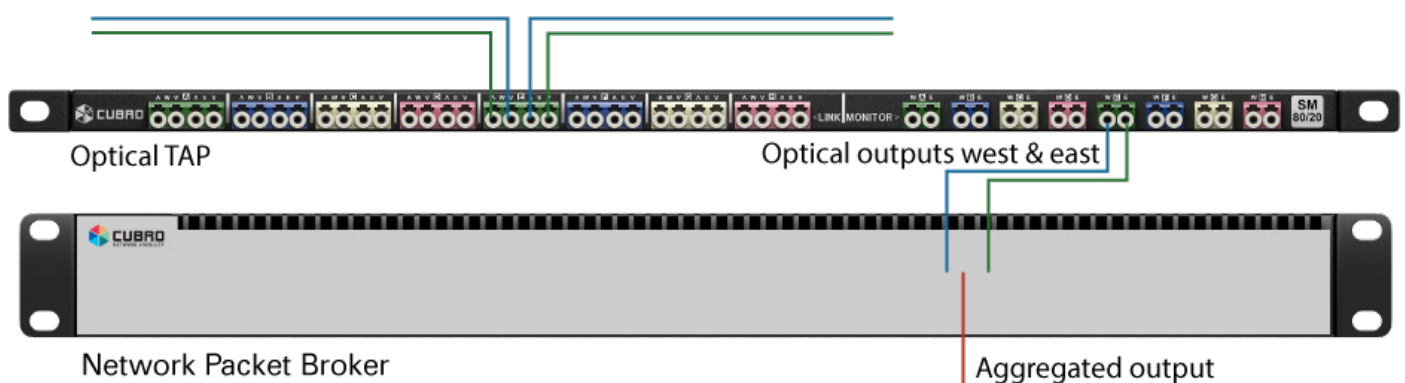 CUBRO
<LINK MONITOR>
SM
80/20
Optical TAP
Optical outputs west & east
CUBRO
Network Packet Broker
Aggregated output